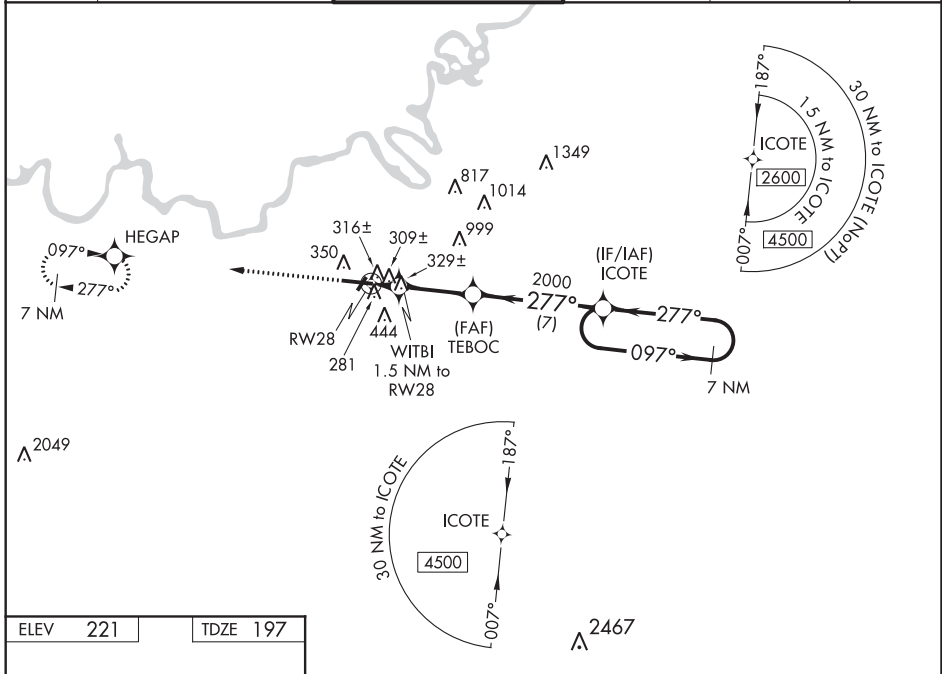 187°
30 NM to ICOTE (NoPT)
15 NM to ICOTE
ICOTE
2600
4500
007°
1349
817
1014
999
HEGAP
097°
277°
7 NM
350
316±
309±
329±
RW28
281
444
WITBI
1.5 NM to
RW28
(FAF)
TEBOC
2000
277°
(7)
(IF/IAF)
ICOTE
277°
097°
7 NM
2049
30 NM to ICOTE
187°
ICOTE
4500
007°
2467
ELEV 221
TDZE 197